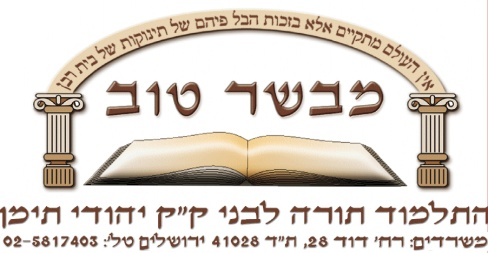 אין העולם מתקיים אלא בזכות הבל פיהם של תינוקות של בית רבן
מבשר טוב
התלמוד תורה לבני ק״ק יהודי תימן
משרדים: רח׳ דוד 28, ת״ד 41028 ירושלים טל׳: 02-5817403